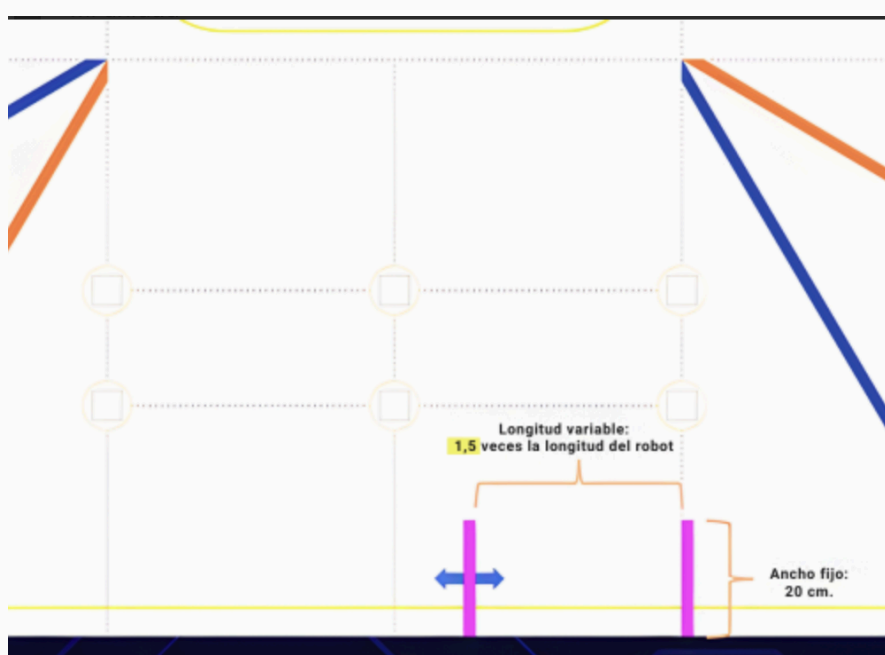 Longitud variable:
1,5 veces la longitud del robot
Ancho fijo:
20 cm.